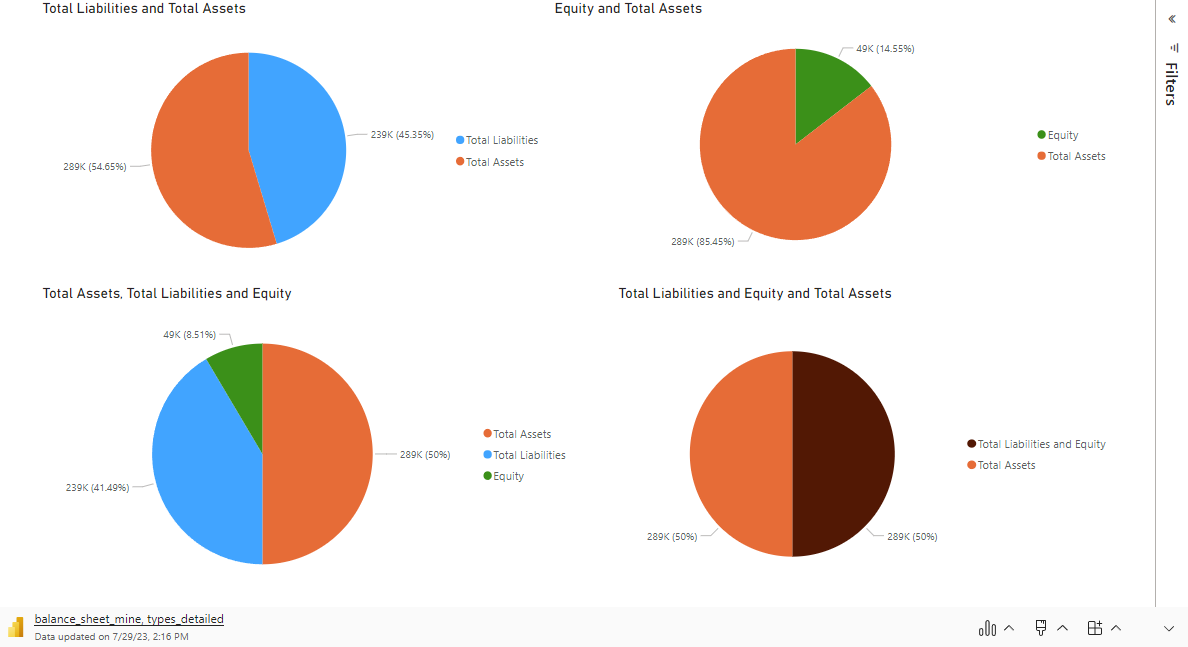 Total Liabilities and Total Assets
239K (45.35%)
289K (54.65%)
Total Liabilities
Total Assets
Equity and Total Assets
49K (14.55%)
289K (85.45%)
Equity
Total Assets
Total Assets, Total Liabilities and Equity
49K (8.51%)
289K (50%)
239K (41.49%)
Total Assets
Total Liabilities
Equity
Total Liabilities and Equity and Total Assets
289K (50%)
289K (50%)
Total Liabilities and Equity
Total Assets
Filters
balance_sheet_mine, types_detailed
Data updated on 7/29/23, 2:16 PM